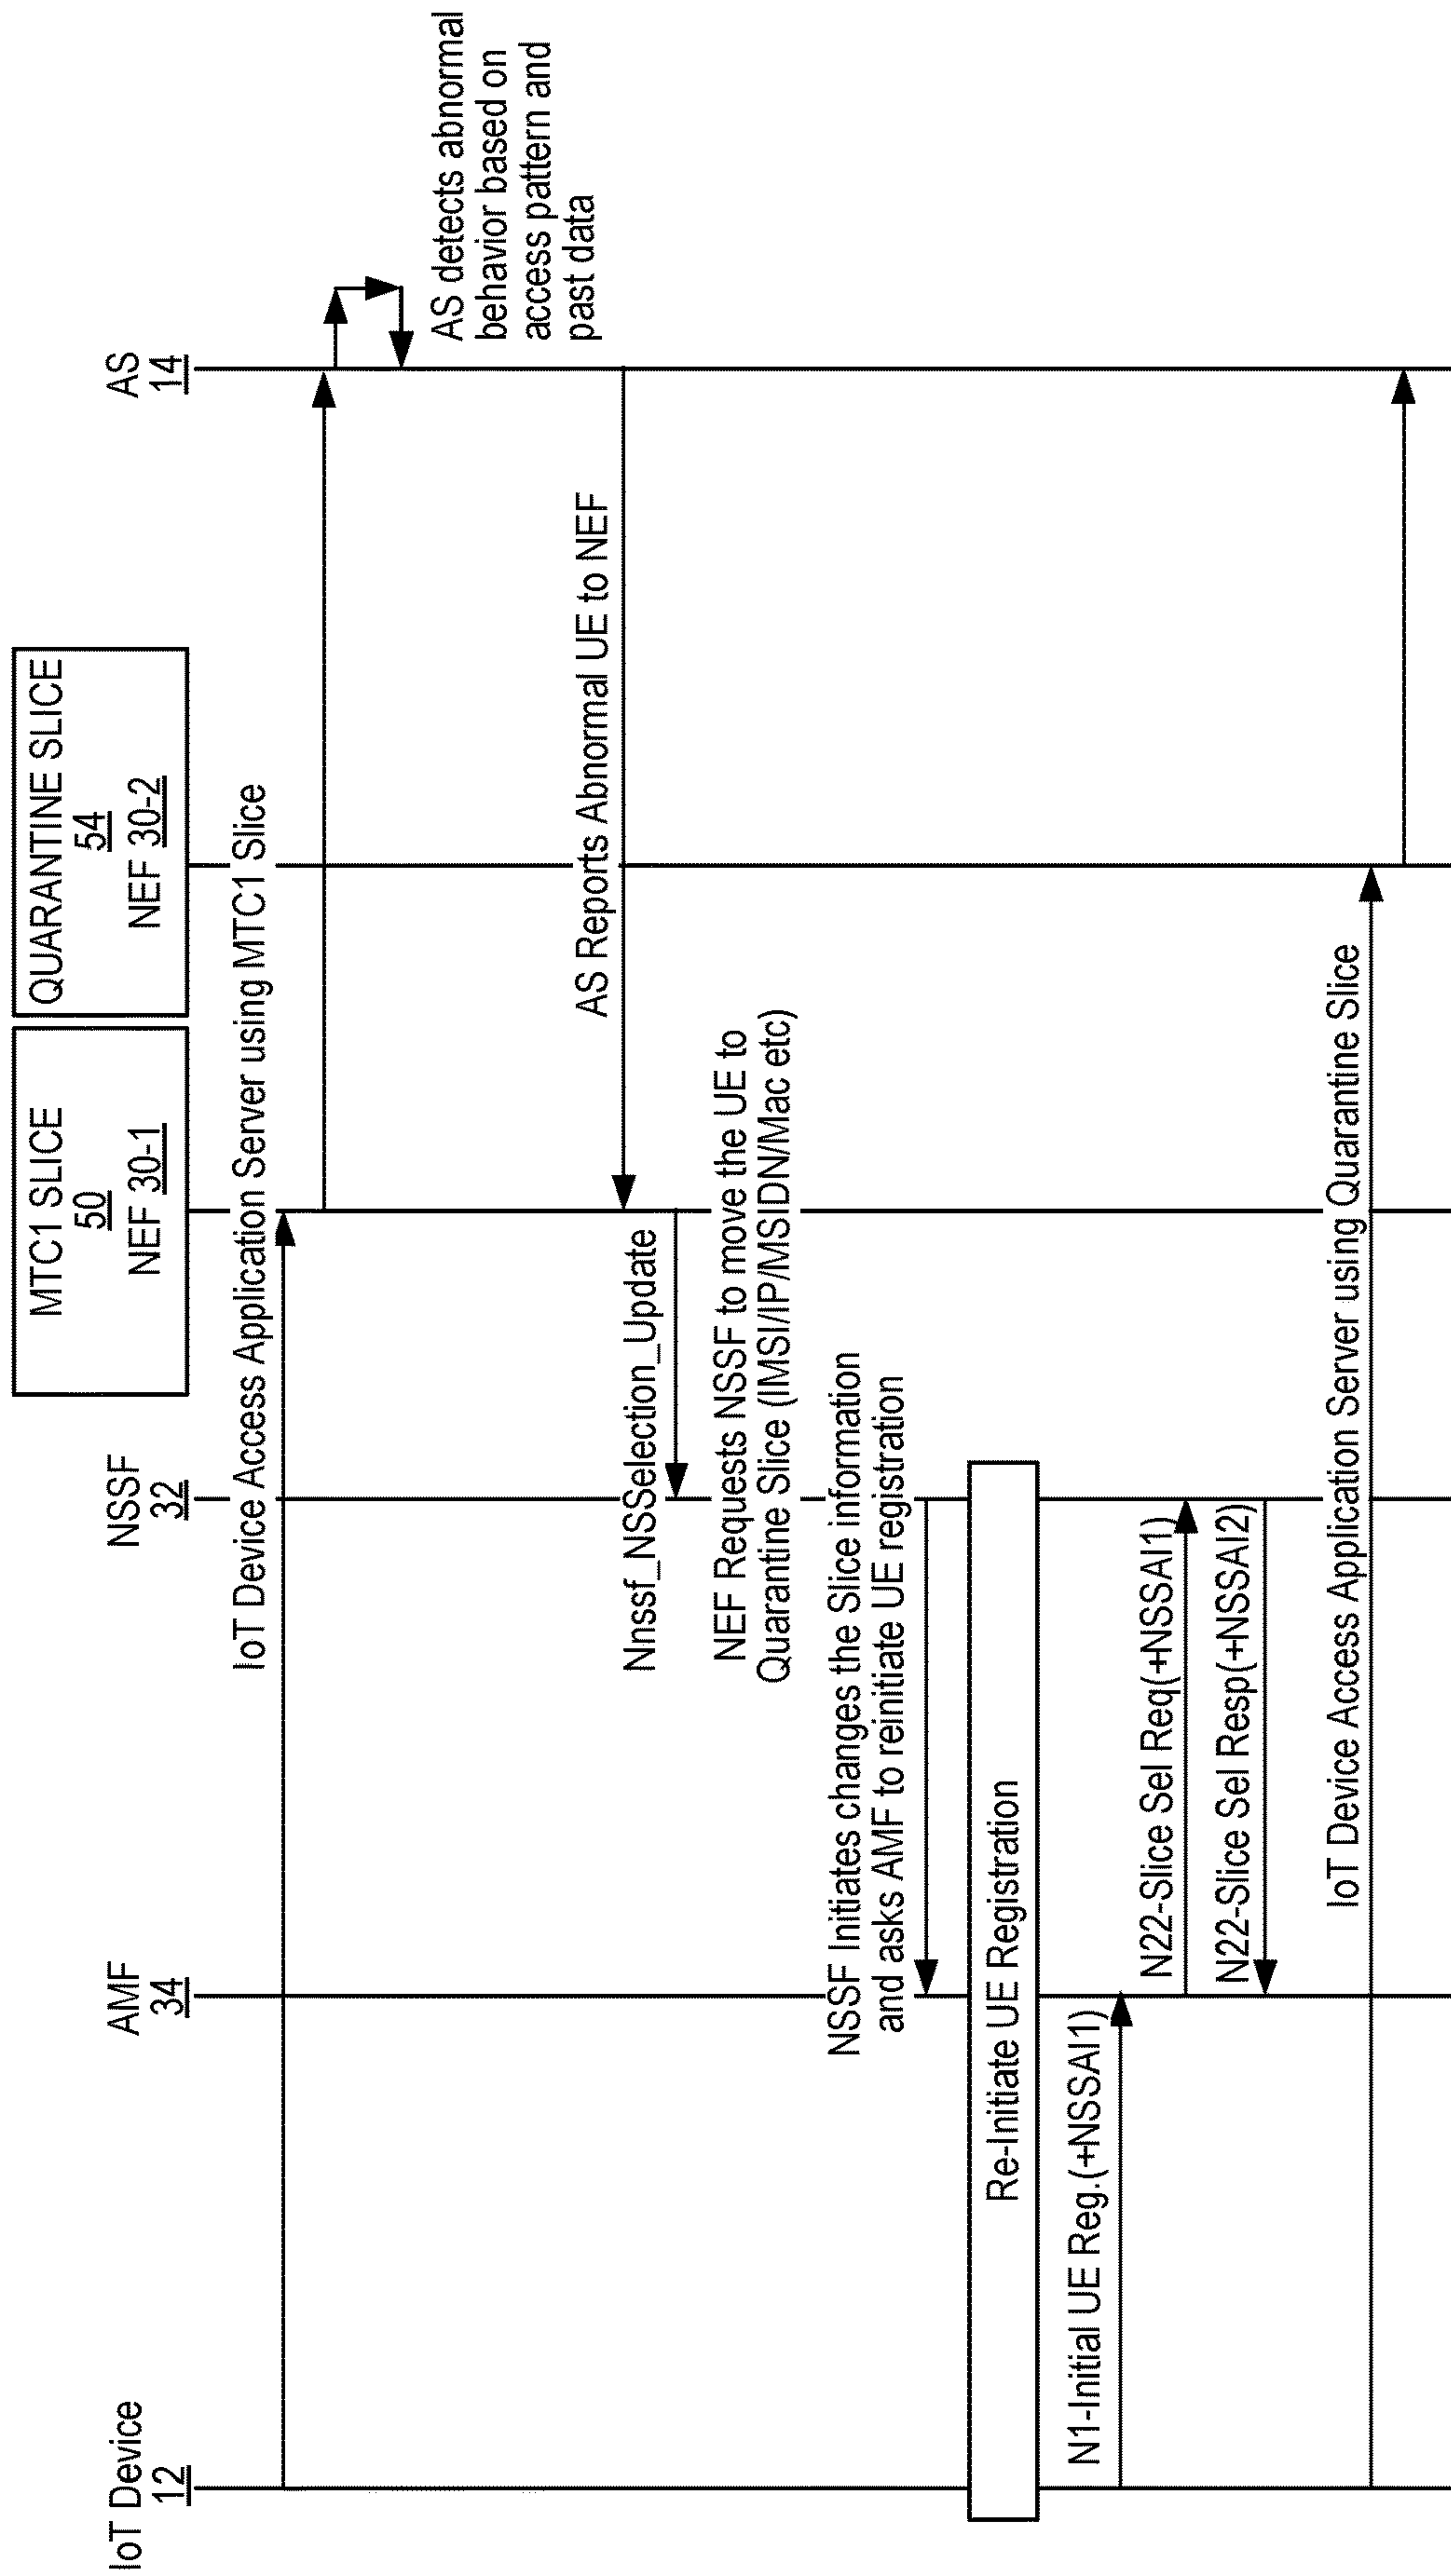 IoT Device
12
AMF
34
NSSF
32
MTC1 SLICE
50
NEF 30-1
QUARANTINE SLICE
54
NEF 30-2
AS
14
IoT Device Access Application Server using MTC1 Slice
AS detects abnormal
behavior based on
access pattern and
past data
AS Reports Abnormal UE to NEF
Nnssf_NSSelection_Update
NEF Requests NSSF to move the UE to
Quarantine Slice (IMSI/IP/MSIDN/Mac etc)
NSSF Initiates changes the Slice information
and asks AMF to reinitiate UE registration
Re-Initiate UE Registration
N1-Initial UE Reg.(+NSSAI1)
N22-Slice Sel Req(+NSSAI1)
N22-Slice Sel Resp(+NSSAI2)
IoT Device Access Application Server using Quarantine Slice